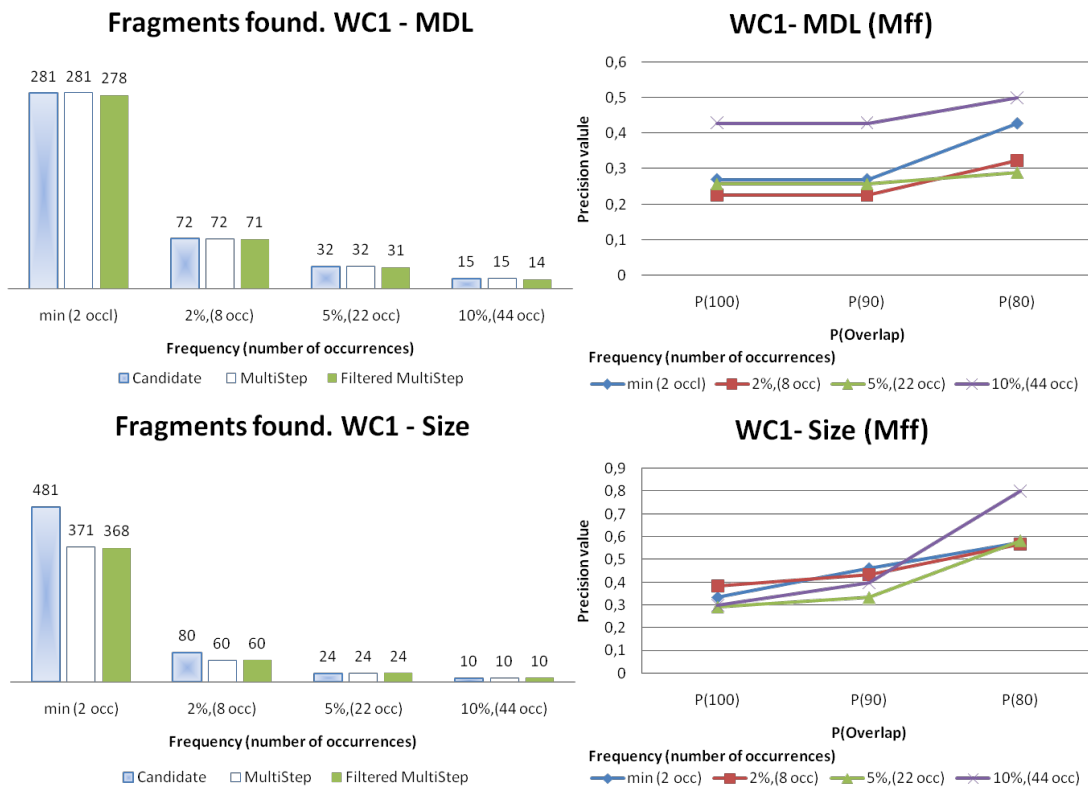 Fragments found. WC1 - MDL
281 281 278
72 72 71
32 32 31
15 15 14
min (2 occl) 2%,(8 occ) 5%,(22 occ) 10%,(44 occ)
Frequency (number of occurrences)
Candidate MultiStep Filtered MultiStep
WC1- MDL (Mff)
Precision valule
0,6
0,5
0,4
0,3
0,2
0,1
0
P(100) P(90) P(80)
P(Overlap)
Frequency (number of occurrences)
min (2 occl) 2%,(8 occ) 5%,(22 occ) 10%,(44 occ)
Fragments found. WC1 - Size
481 371 368
80 60 60
24 24 24
10 10 10
min (2 occ) 2%,(8 occ) 5%,(22 occ) 10%,(44 occ)
Frequency (number of occurrences)
Candidate MultiStep Filtered MultiStep
WC1- Size (Mff)
Precision value
0,9
0,8
0,7
0,6
0,5
0,4
0,3
0,2
0,1
0
P(100) P(90) P(80)
P(Overlap)
Frequency (number of occurrences)
min (2 occ) 2%,(8 occ) 5%,(22 occ) 10%,(44 occ)